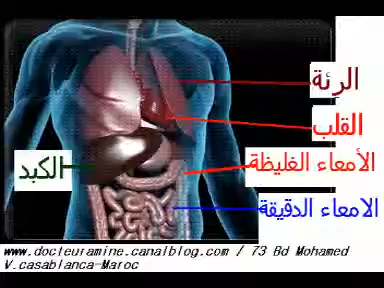 الرئة
القلب
الأمعاء الغليظة
الكبد
الامعاء الدقيقة
www.docteuramine.canalblog.com / 73 Bd Mohamed
V.casablanca-Maroc